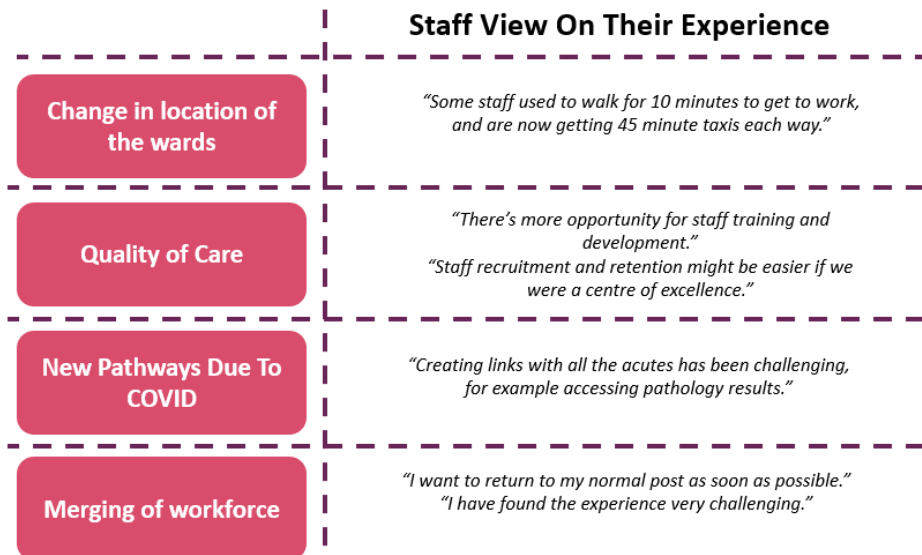 Staff View On Their Experience
Change in location of
the wards
“Some staff used to walk for 10 minutes to get to work,
and are now getting 45 minute taxis each way.”
Quality of Care
“There’s more opportunity for staff training and
development.”
“Staff recruitment and retention might be easier if we
were a centre of excellence.”
New Pathways Due To
COVID
“Creating links with all the acutes has been challenging,
for example accessing pathology results.”
Merging of workforce
“I want to return to my normal post as soon as possible.”
“I have found the experience very challenging.”